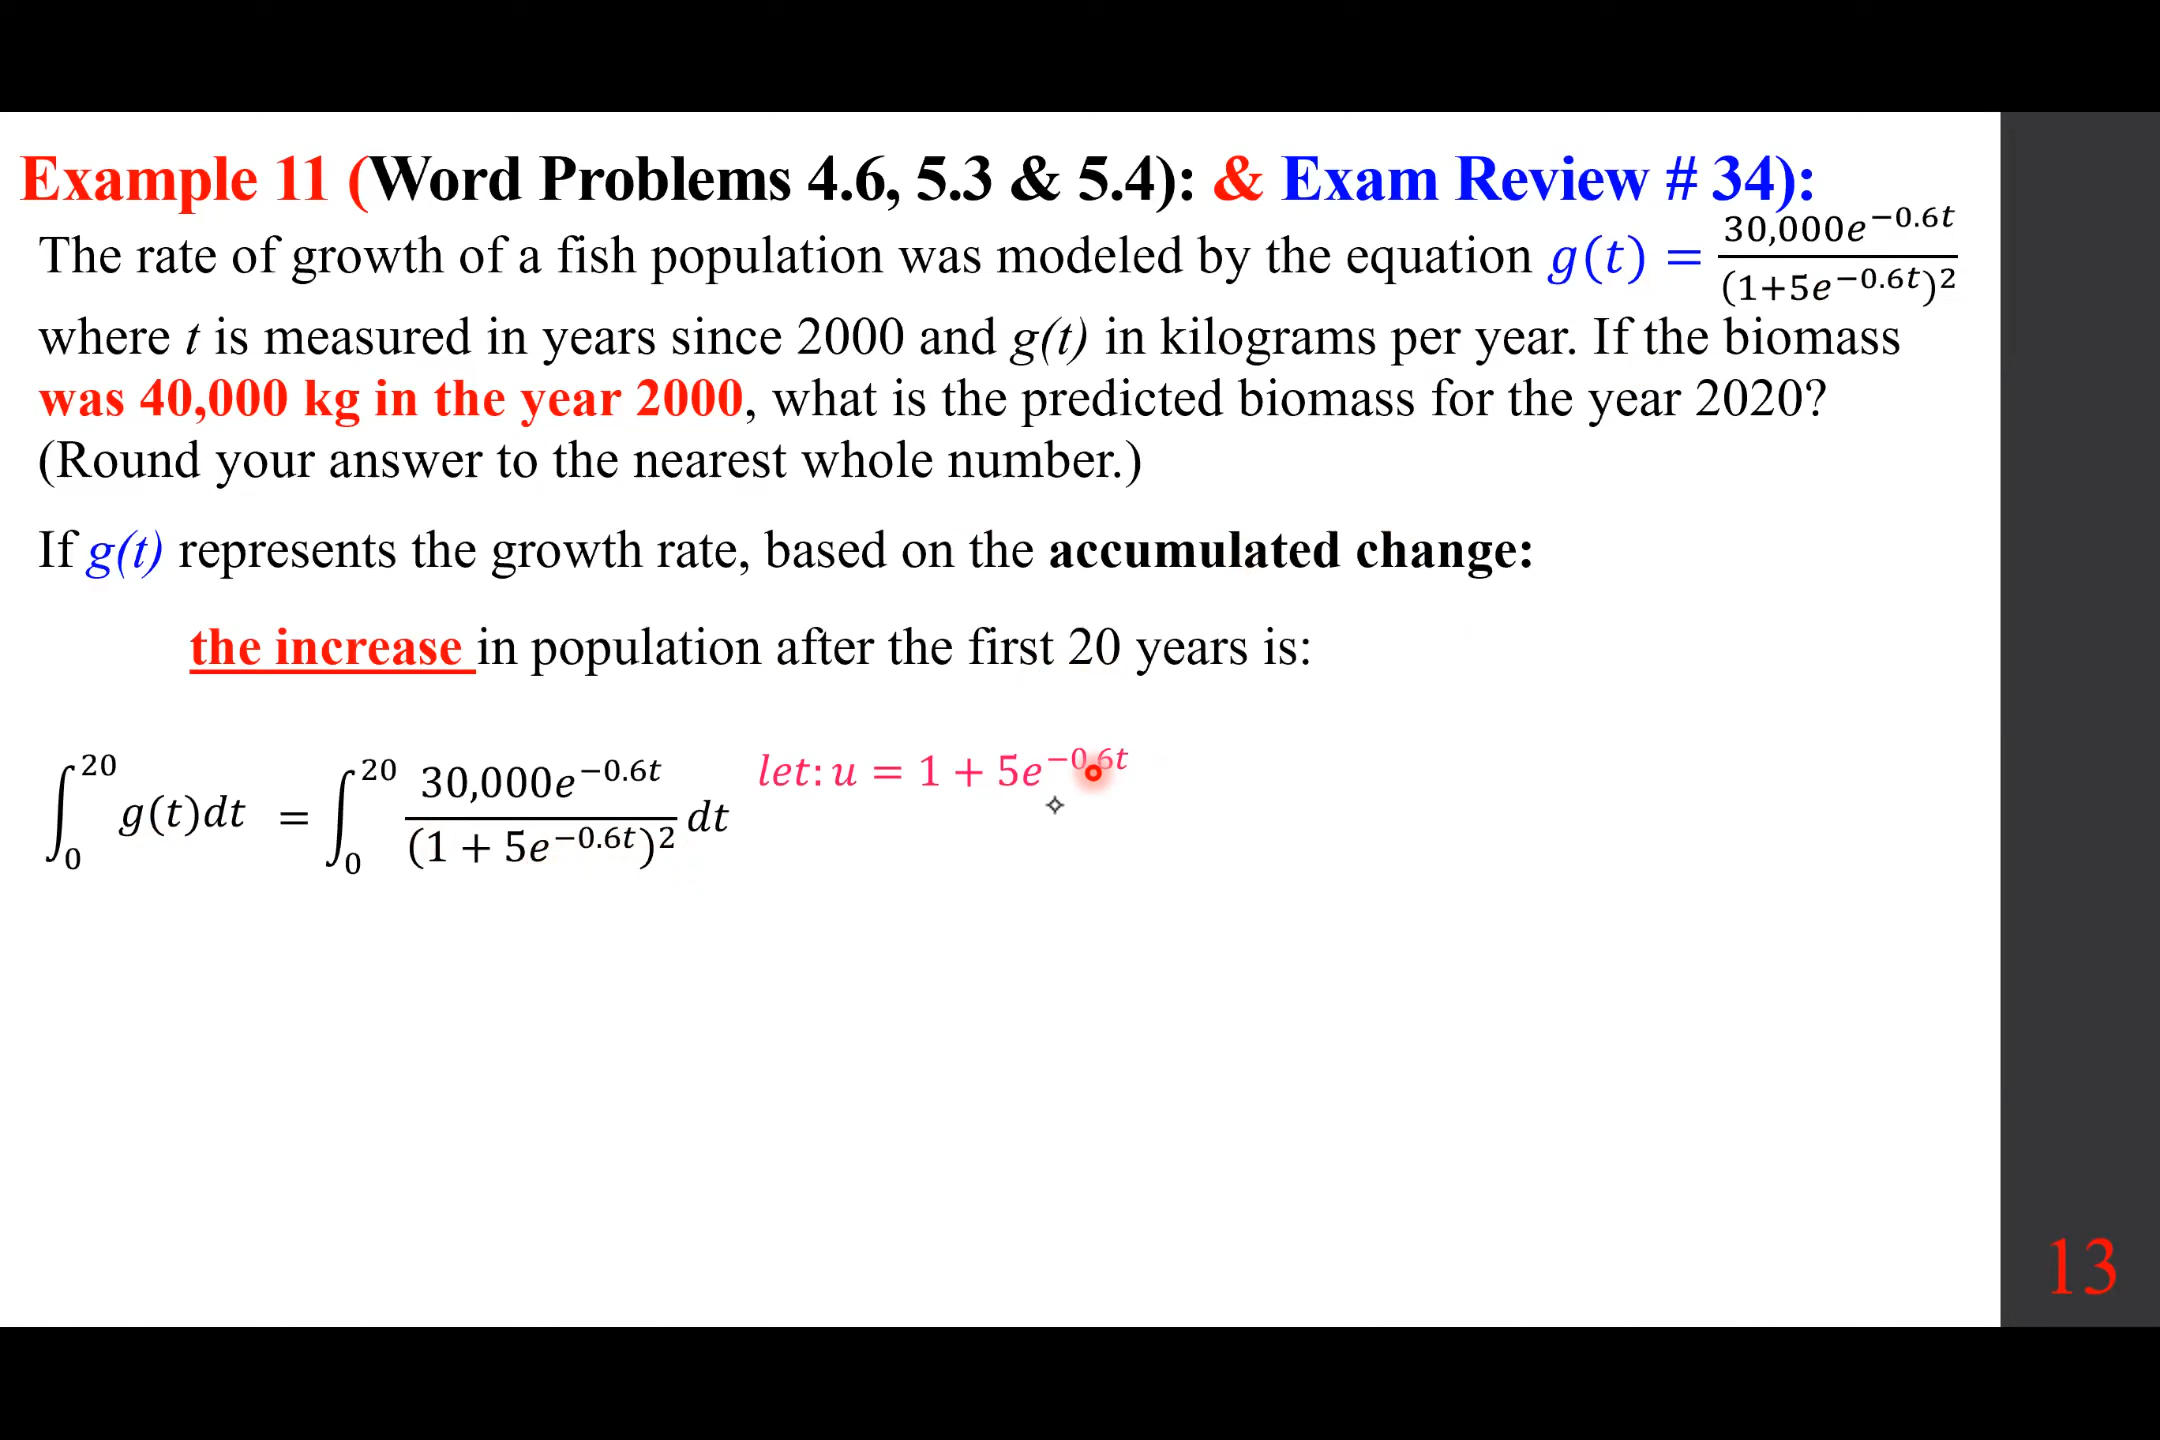 Example 11 (Word Problems 4.6, 5.3 & 5.4): & Exam Review # 34):
The rate of growth of a fish population was modeled by the equation g(t) = \frac{30,000e^{-0.6t}}{(1+5e^{-0.6t})^2}
where t is measured in years since 2000 and g(t) in kilograms per year. If the biomass
was 40,000 kg in the year 2000, what is the predicted biomass for the year 2020?
(Round your answer to the nearest whole number.)
If g(t) represents the growth rate, based on the accumulated change:
the increase in population after the first 20 years is:
\int_0^{20} g(t)dt = \int_0^{20} \frac{30,000e^{-0.6t}}{(1 + 5e^{-0.6t})^2} dt let: u = 1 + 5e^{-0.6t}
13